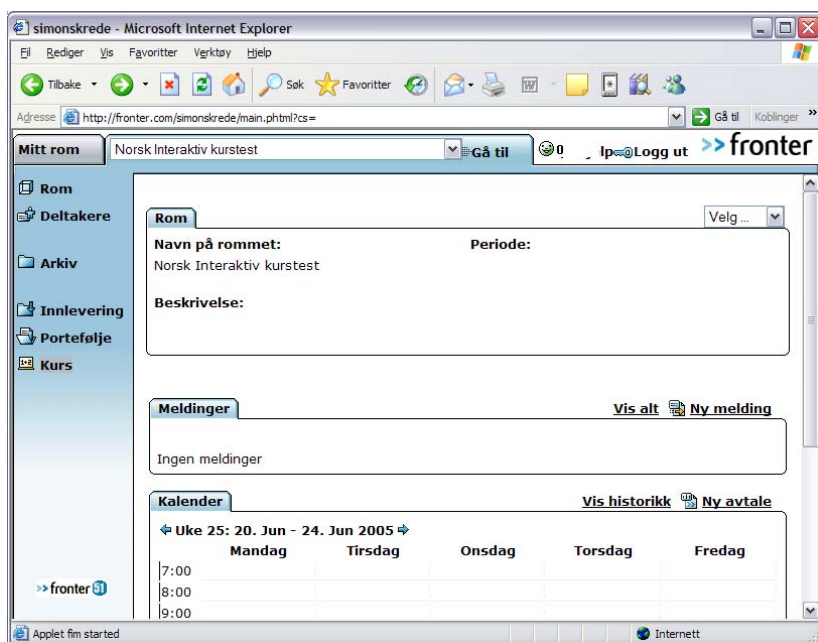 simonskrede - Microsoft Internet Explorer
Fil Rediger Vis Favoritter Verktøy Hjelp
Tilbake Søk Favoritter
Adresse http://fronter.com/simonskrede/main.phtml?cs= Gå til Koblinger »
Mitt rom Norsk Interaktiv kurstest Gå til 0 lp Logg ut >> fronter
Rom
Deltakere
Arkiv
Innlevering
Portefølje
Kurs
Rom Velg ...
Navn på rommet: Periode:
Norsk Interaktiv kurstest
Beskrivelse:
Meldinger Vis alt Ny melding
Ingen meldinger
Kalender Vis historikk Ny avtale
Uke 25: 20. Jun - 24. Jun 2005
Mandag Tirsdag Onsdag Torsdag Fredag
7:00
8:00
9:00
>> fronter 51
Applet fim started Internett